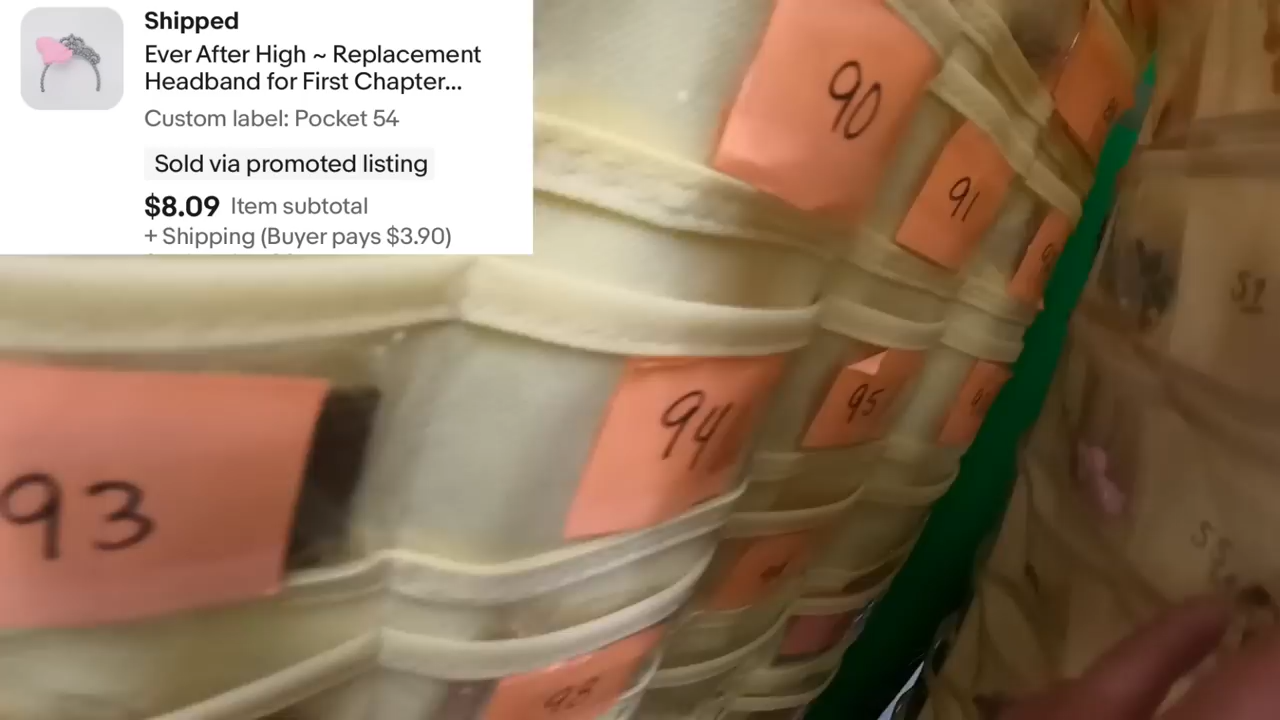 Shipped
Ever After High ~ Replacement
Headband for First Chapter...
Custom label: Pocket 54
Sold via promoted listing
$8.09 Item subtotal
+ Shipping (Buyer pays $3.90)
90
91
94
95
93
98